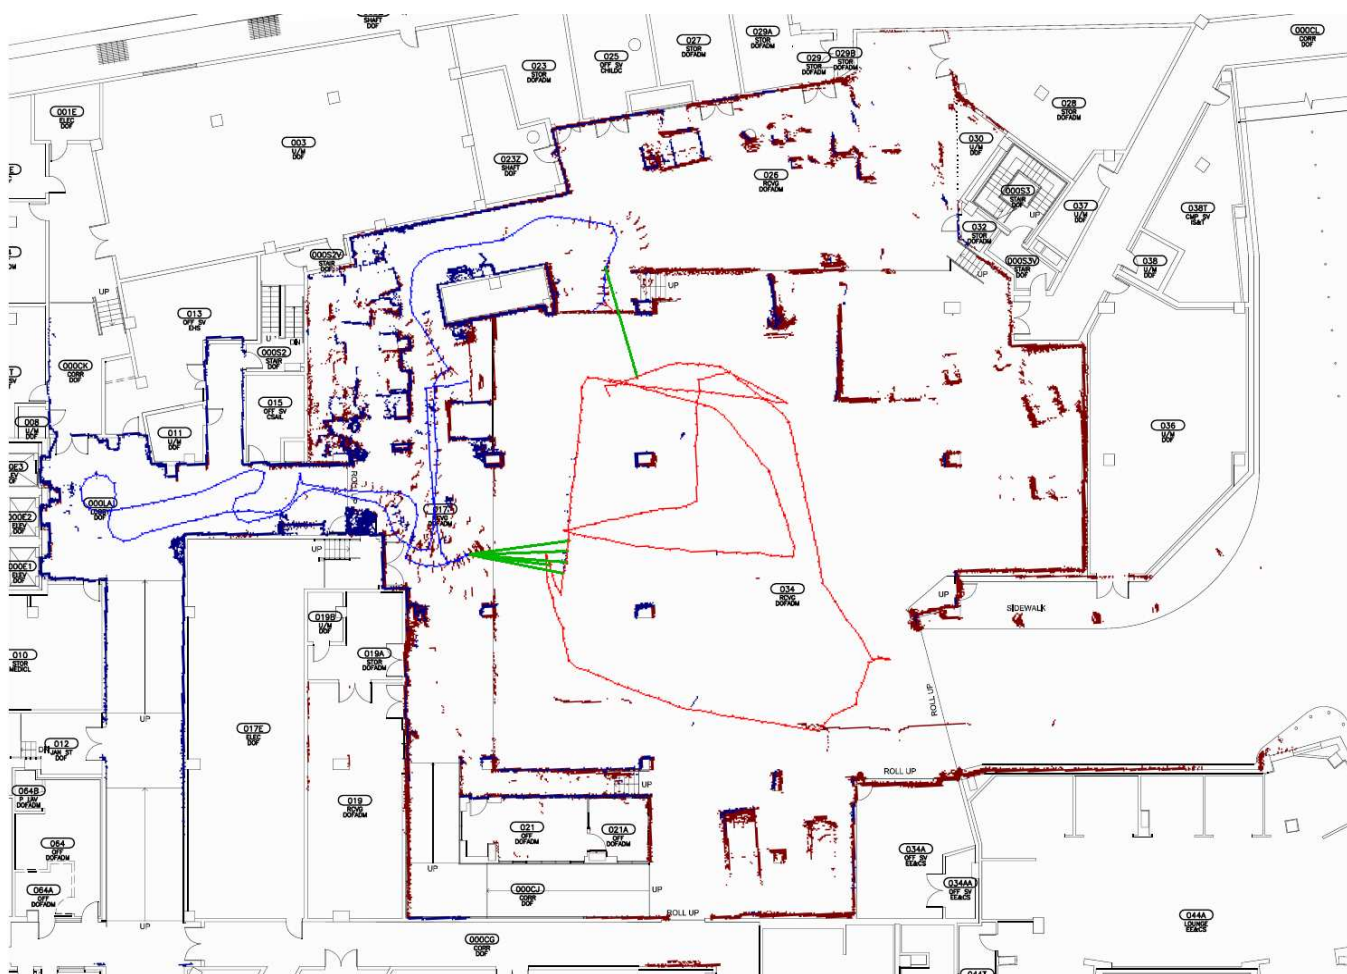 SHAFT
DOF
027
STOR
DOFADM
029A
STOR
DOFADM
000CL
CORR
DOF
025
OFF SV
CHILDC
023
STOR
DOFADM
029
STOR
DOFADM
029B
STOR
DOFADM
001E
ELEC
DOF
028
STOR
DOFADM
003
U/M
DOF
030
U/M
DOF
023Z
SHAFT
DOF
026
RCVG
DOFADM
000S3
STAIR
DOF
UP
037
U/M
DOF
038T
CMP SV
IS&T
032
STOR
DOFADM
000S2V
STAIR
DOF
000S3V
STAIR
DOF
038
U/M
DOF
UP
UP
UP
013
OFF SV
EHS
000S2
STAIR
DOF
000CK
CORR
DOF
015
OFF SV
CSAIL
008
U/M
DOF
011
U/M
DOF
036
U/M
DOF
UP
034
RCVG
DOFADM
UP
SIDEWALK
019B
U/M
DOF
019A
STOR
DOFADM
010
STOR
MEDICL
ROLL UP
UP
012
JAN ST
DOF
017E
ELEC
DOF
ROLL UP
UP
064B
P LAV
DOFADM
019
RCVG
DOFADM
021
OFF
DOFADM
021A
OFF
DOFADM
064
OFF
DOFADM
034A
OFF SV
EE&CS
UP
UP
064A
OFF
DOFADM
000CJ
CORR
DOF
034AA
OFF SV
EE&CS
ROLL UP
UP
044A
LOUNGE
EE&CS
000CG
CORR
DOF